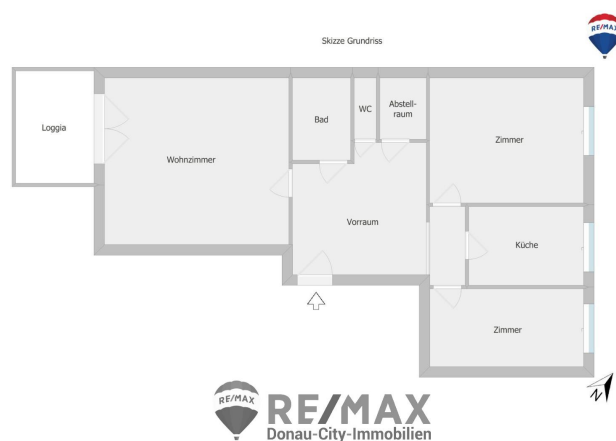 RE/MAX
Skizze Grundriss
Loggia
Wohnzimmer
Bad
WC
Abstell-
raum
Zimmer
Vorraum
Küche
Zimmer
N
RE/MAX
RE/MAX
Donau-City-Immobilien